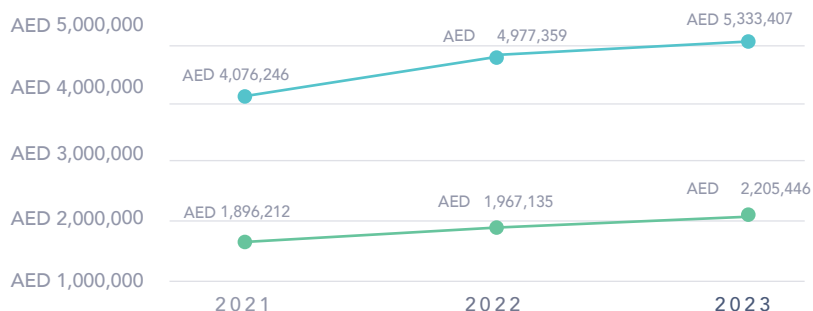 AED 5,000,000
AED 4,000,000
AED 3,000,000
AED 2,000,000
AED 1,000,000
AED 4,076,246
AED 4,977,359
AED 5,333,407
AED 1,896,212
AED 1,967,135
AED 2,205,446
2021
2022
2023